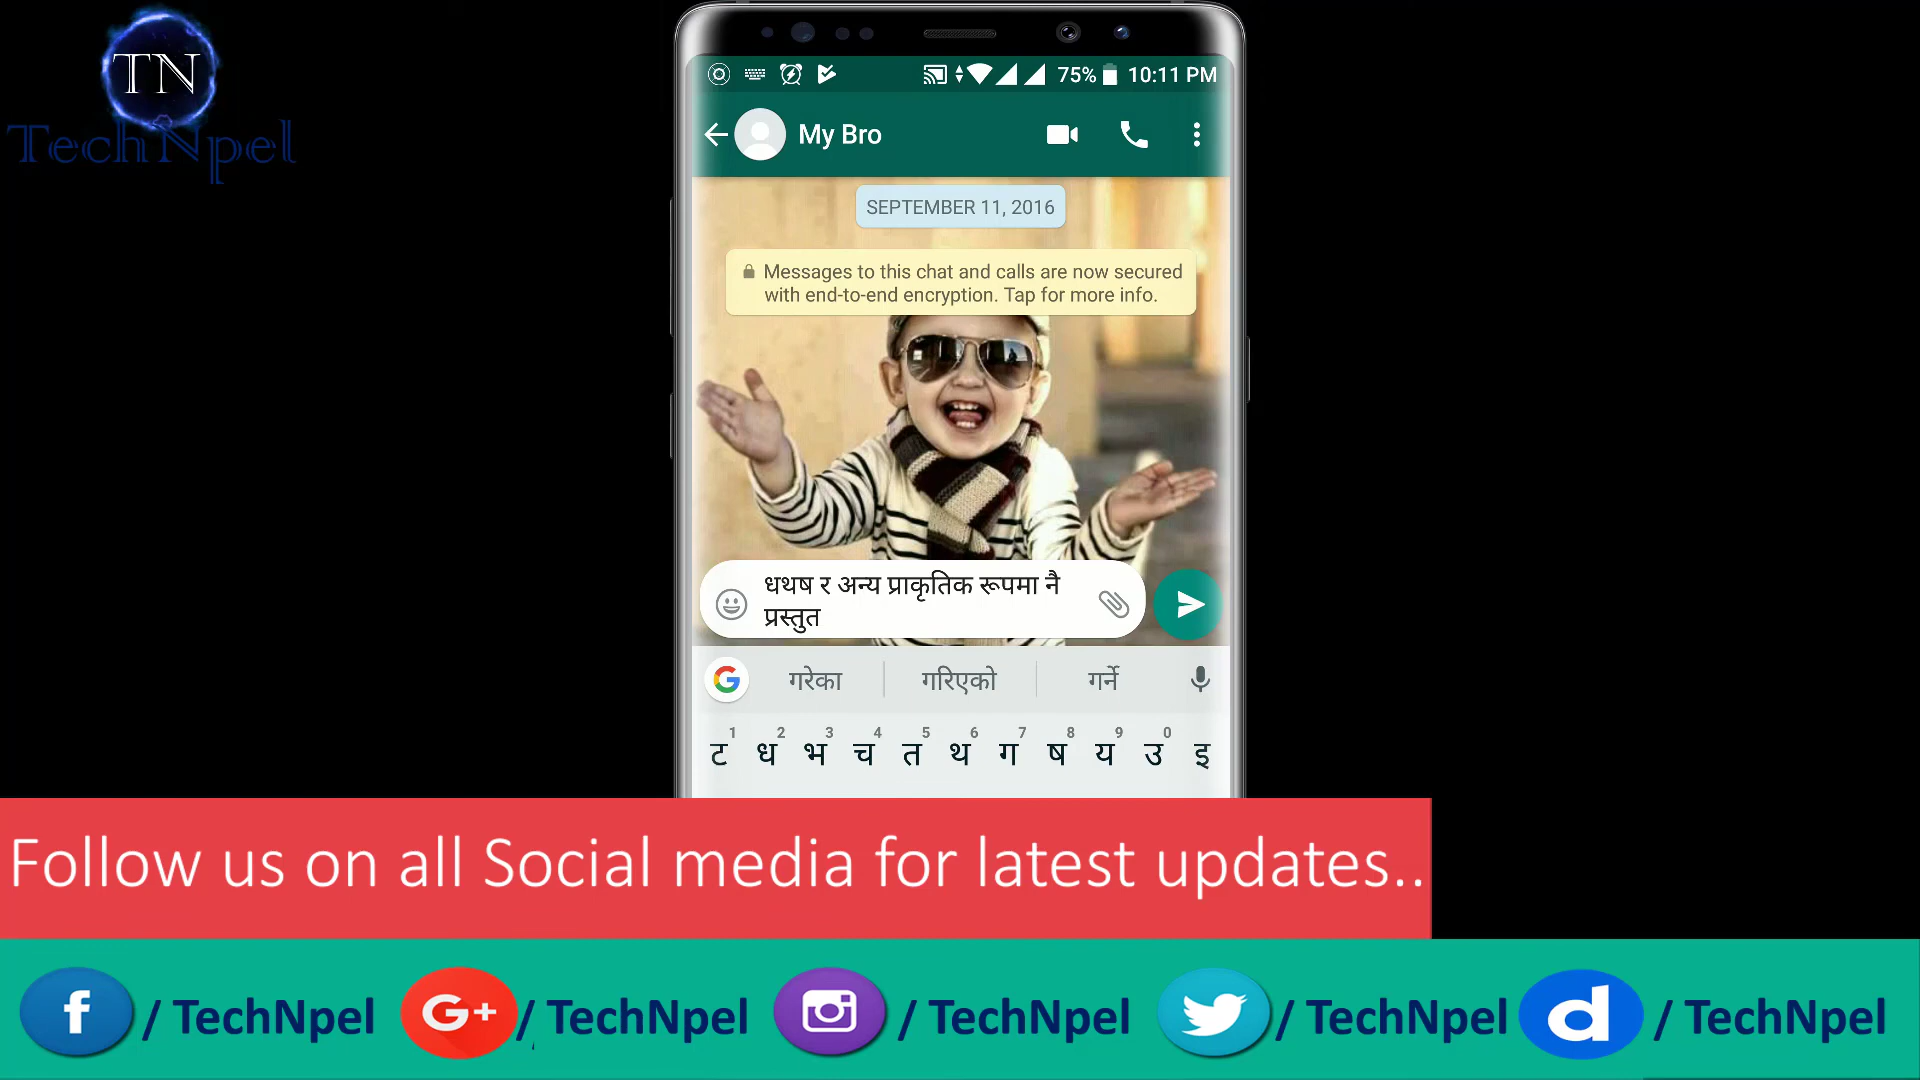 TN
TechNpel
75% 10:11 PM
My Bro
SEPTEMBER 11, 2016
Messages to this chat and calls are now secured
with end-to-end encryption. Tap for more info.
धथष र अन्य प्राकृतिक रूपमा नै
प्रस्तुत
G गरेका गरिएको गर्ने
1 2 3 4 5 6 7 8 9 0
ट ध भ च त थ ग ष य उ इ
Follow us on all Social media for latest updates..
f / TechNpel G+ / TechNpel / TechNpel / TechNpel d / TechNpel